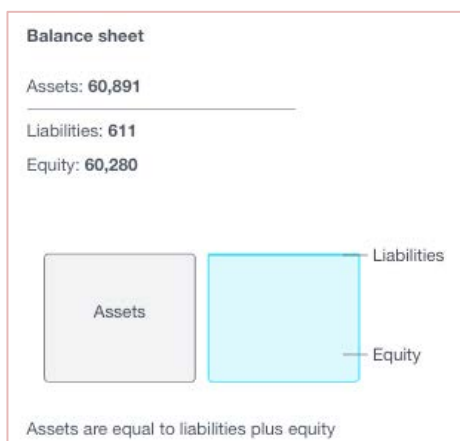 Balance sheet
Assets: 60,891
Liabilities: 611
Equity: 60,280
Liabilities
Assets
Equity
Assets are equal to liabilities plus equity